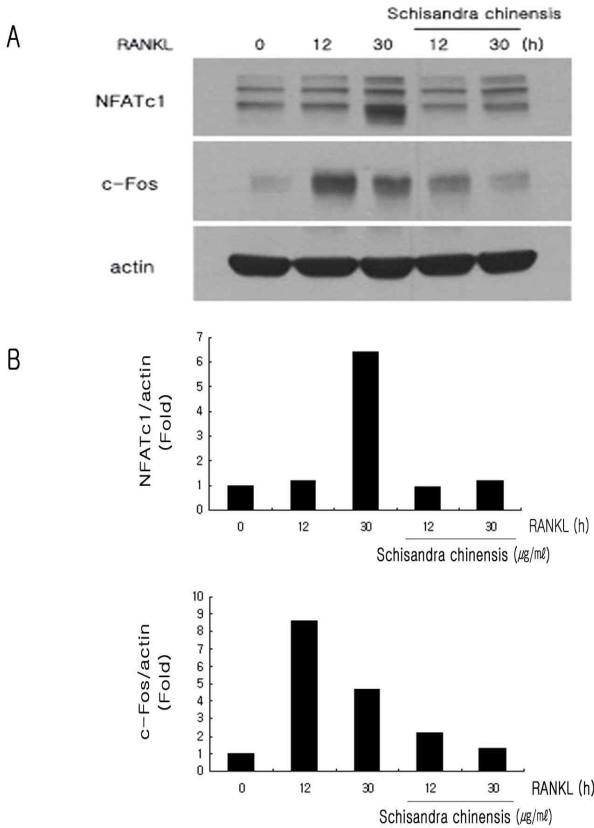 Schisandra chinensis
A
RANKL 0 12 30 12 30 (h)
NFATc1
c-Fos
actin
B
NFATc1/actin
(Fold)
7
6
5
4
3
2
1
0
0 12 30 12 30 RANKL (h)
Schisandra chinensis (㎍/㎖)
c-Fos/actin
(Fold)
10
9
8
7
6
5
4
3
2
1
0
0 12 30 12 30 RANKL (h)
Schisandra chinensis (㎍/㎖)